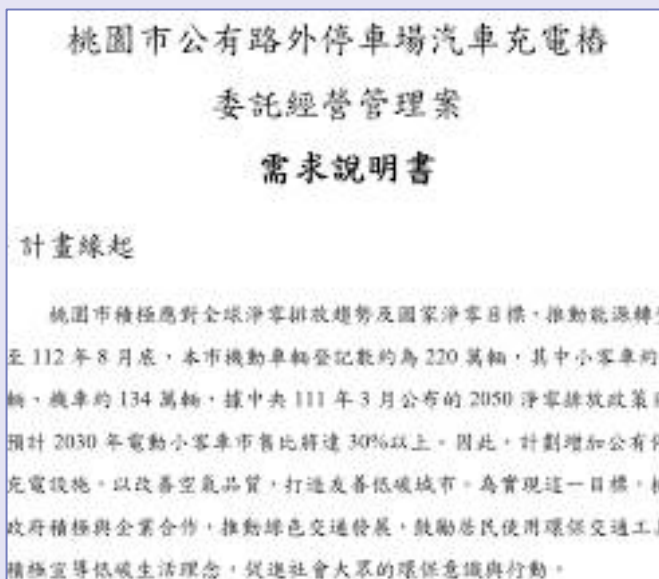 桃園市公有路外停車場汽車充電樁
委託經營管理案
需求說明書
計畫緣起
桃園市積極應對全球淨零排放趨勢及國家淨零目標,推動能源轉
至 112 年 8 月底,本市機動車輛登記數約為 220 萬輛,其中小客車約
輛、機車約 134 萬輛,據中央 111 年 3 月公布的 2050 淨零排放政策
預計 2030 年電動小客車市售比將達 30%以上。因此,計劃增加公有
充電設施,以改善空氣品質,打造友善低碳城市。為實現這一目標,
政府積極與企業合作,推動綠色交通發展,鼓勵居民使用環保交通工
積極宣導低碳生活理念,促進社會大眾的環保意識與行動。